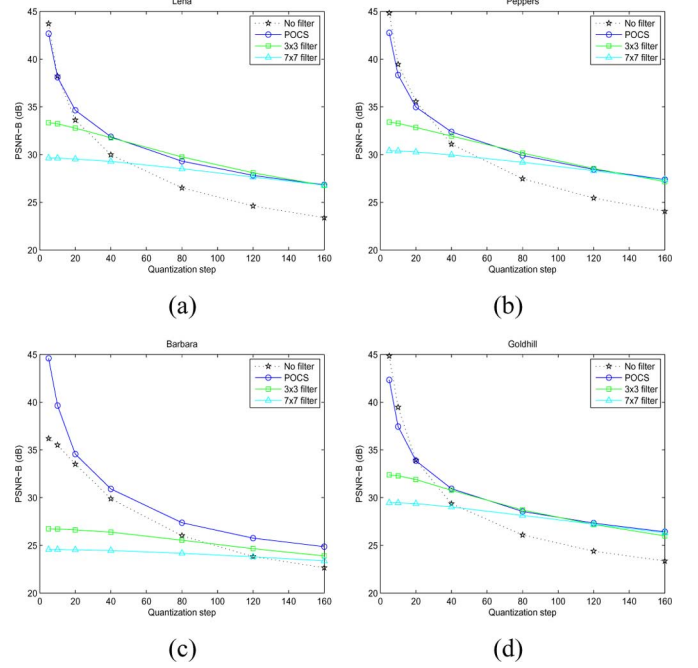 Lena
No filter
POCS
3x3 filter
7x7 filter
PSNR-B (dB)
45
40
35
30
25
20
0 20 40 60 80 100 120 140 160
Quantization step
(a)
Peppers
No filter
POCS
3x3 filter
7x7 filter
PSNR-B (dB)
45
40
35
30
25
20
0 20 40 60 80 100 120 140 160
Quantization step
(b)
Barbara
No filter
POCS
3x3 filter
7x7 filter
PSNR-B (dB)
45
40
35
30
25
20
0 20 40 60 80 100 120 140 160
Quantization step
(c)
Goldhill
No filter
POCS
3x3 filter
7x7 filter
PSNR-B (dB)
45
40
35
30
25
20
0 20 40 60 80 100 120 140 160
Quantization step
(d)